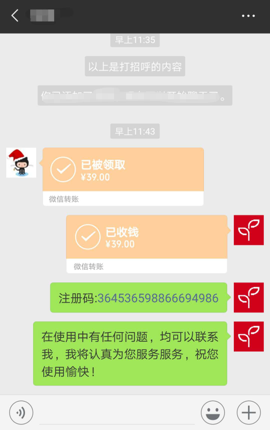 早上11:35
以上是打招呼的内容
早上11:43
已被领取
¥39.00
微信转账
已收钱
¥39.00
微信转账
注册码:364536598866694986
在使用中有任何问题，均可以联系
我，我将认真为您服务服务，祝您
使用愉快！